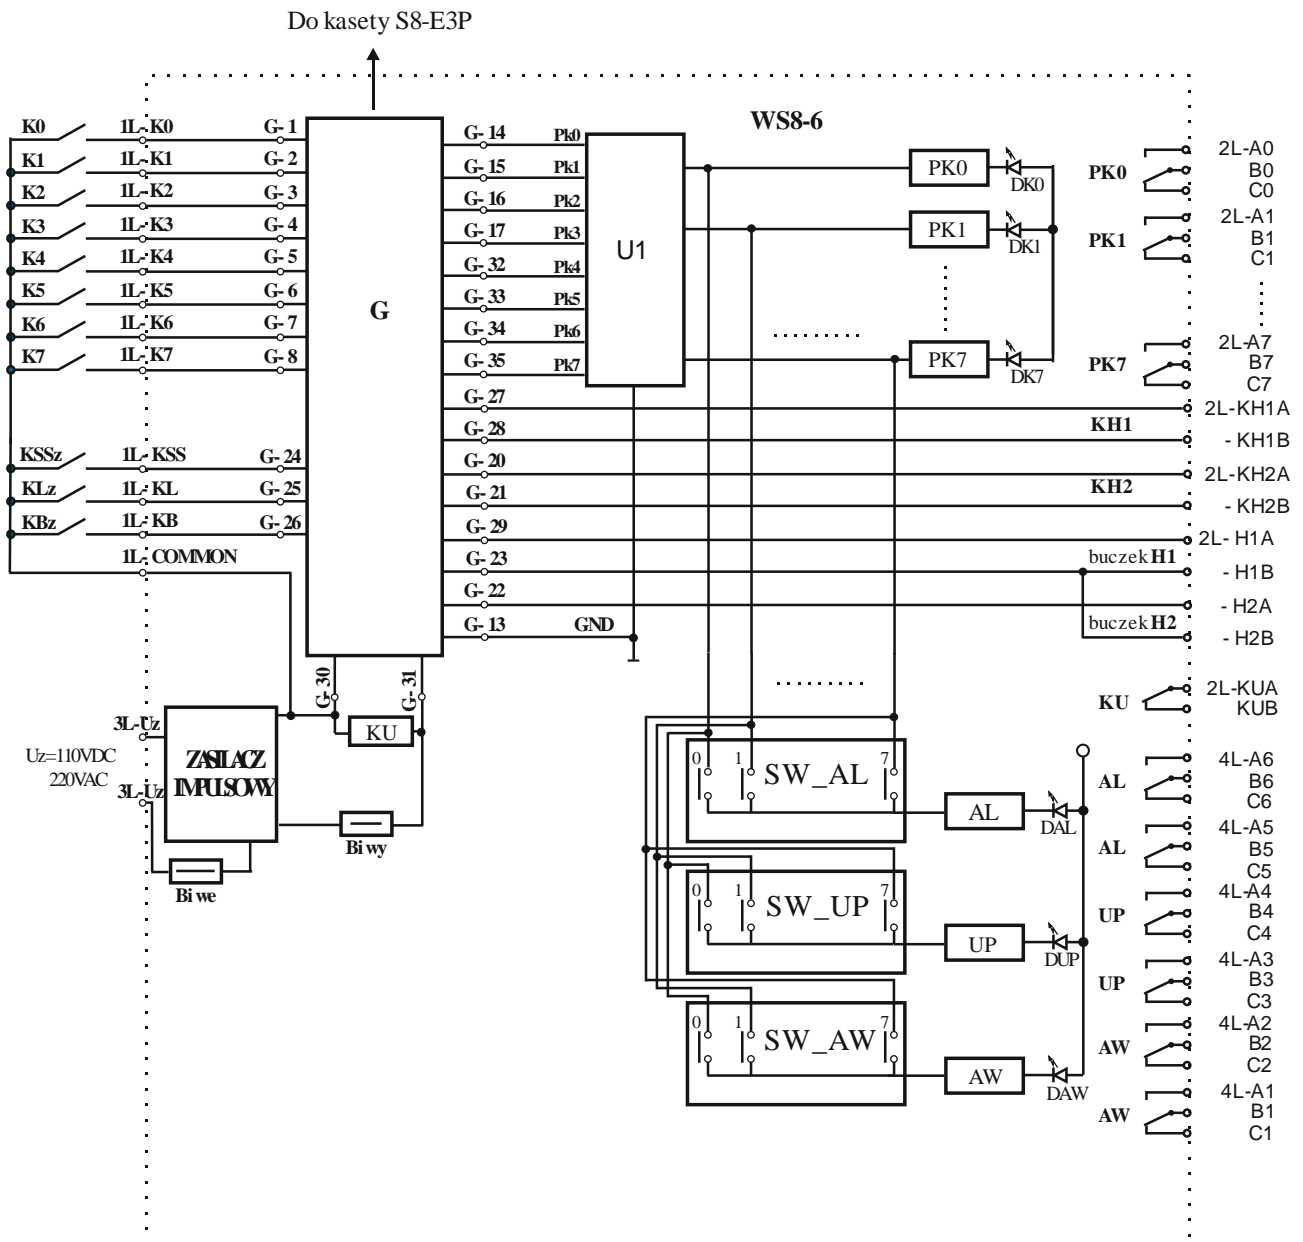 Do kasety S8-E3P
WS8-6
K0 1L-K0 G-1
K1 1L-K1 G-2
K2 1L-K2 G-3
K3 1L-K3 G-4
K4 1L-K4 G-5
K5 1L-K5 G-6
K6 1L-K6 G-7
K7 1L-K7 G-8
KSSz 1L-KSS G-24
KLz 1L-KL G-25
KBz 1L-KB G-26
1L-COMMON
G
G-14 Pk0
G-15 Pk1
G-16 Pk2
G-17 Pk3
G-32 Pk4
G-33 Pk5
G-34 Pk6
G-35 Pk7
G-27
G-28
G-20
G-21
G-29
G-23
G-22
G-13 GND
U1
PK0 DK0
PK1 DK1
PK7 DK7
PK0 2L-A0
B0
C0
PK1 2L-A1
B1
C1
PK7 2L-A7
B7
C7
2L-KH1A
KH1
- KH1B
2L-KH2A
KH2
- KH2B
2L- H1A
buczek H1
- H1B
- H2A
buczek H2
- H2B
KU 2L-KUA
KUB
G-30
G-31
KU
3L-Uz
Uz=110VDC
220VAC
3L-Uz
ZASILACZ
IMPULSOWY
Bi wy
Bi we
0 1 7
SW_AL
AL
DAL
0 1 7
SW_UP
UP
DUP
0 1 7
SW_AW
AW
DAW
AL 4L-A6
B6
C6
AL 4L-A5
B5
C5
UP 4L-A4
B4
C4
UP 4L-A3
B3
C3
AW 4L-A2
B2
C2
AW 4L-A1
B1
C1